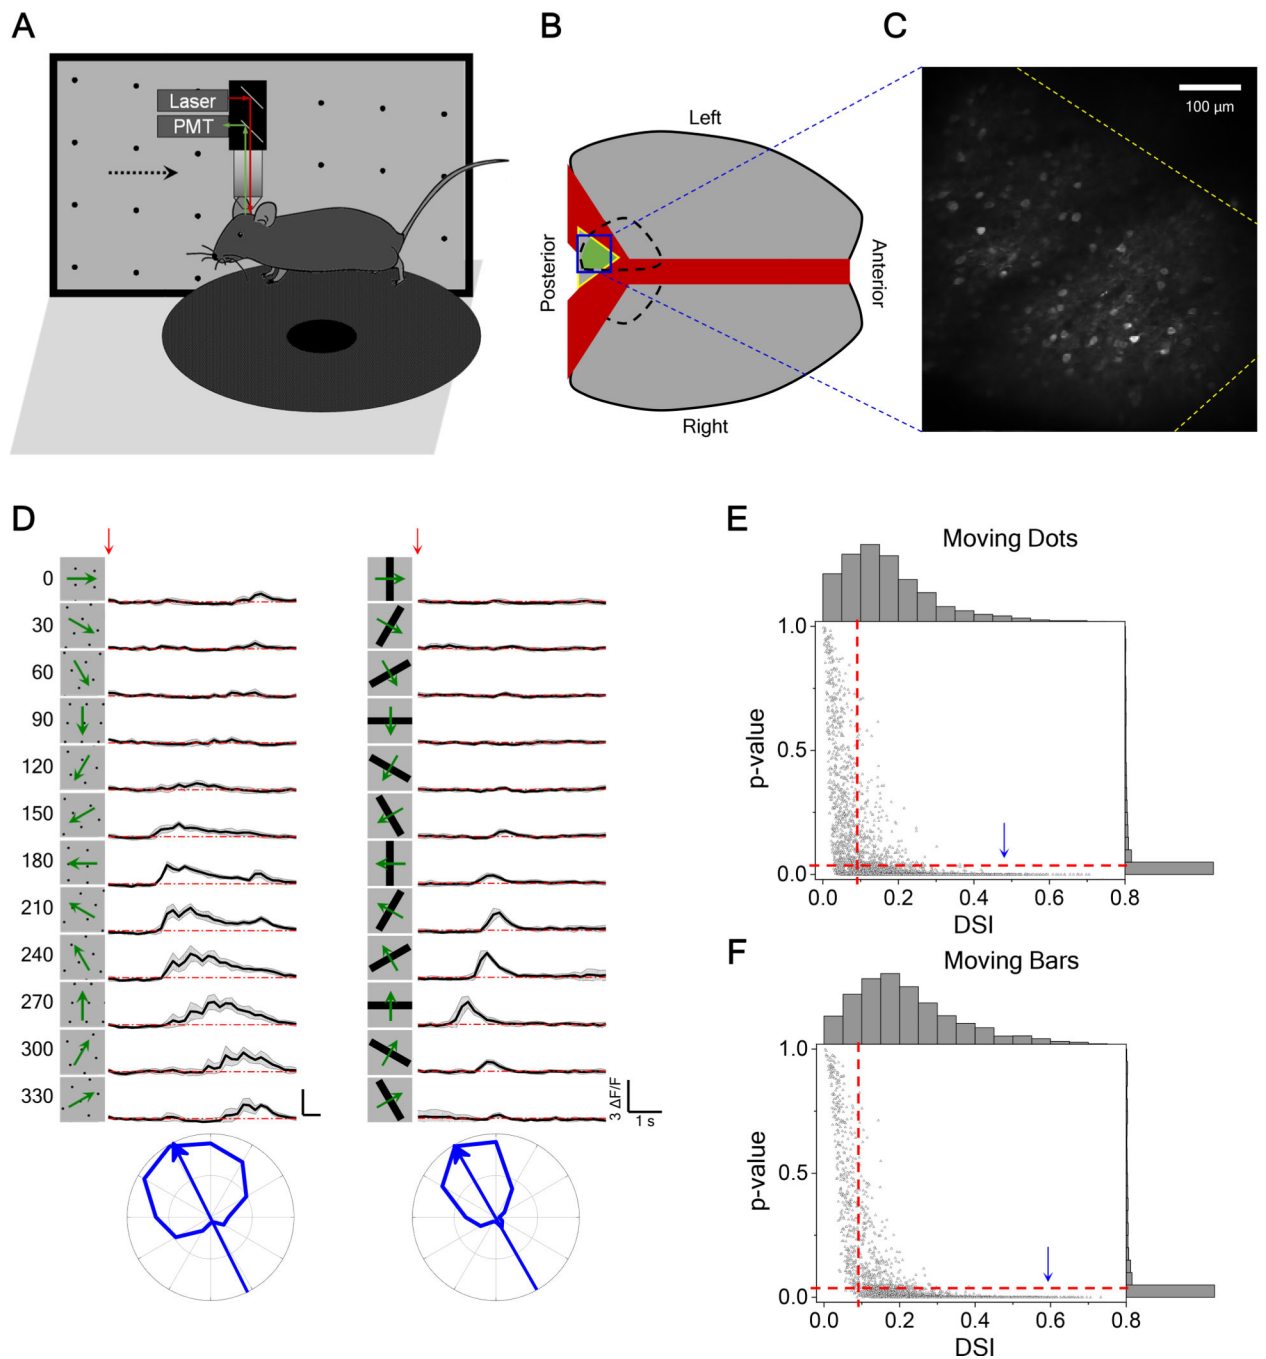 A
Laser
PMT
B
Left
Posterior
Anterior
Right
C
100 µm
D
0
30
60
90
120
150
180
210
240
270
300
330
3 ΔF/F
1 s
E
Moving Dots
1.0
0.5
0.0
p-value
0.0 0.2 0.4 0.6 0.8
DSI
F
Moving Bars
1.0
0.5
0.0
p-value
0.0 0.2 0.4 0.6 0.8
DSI